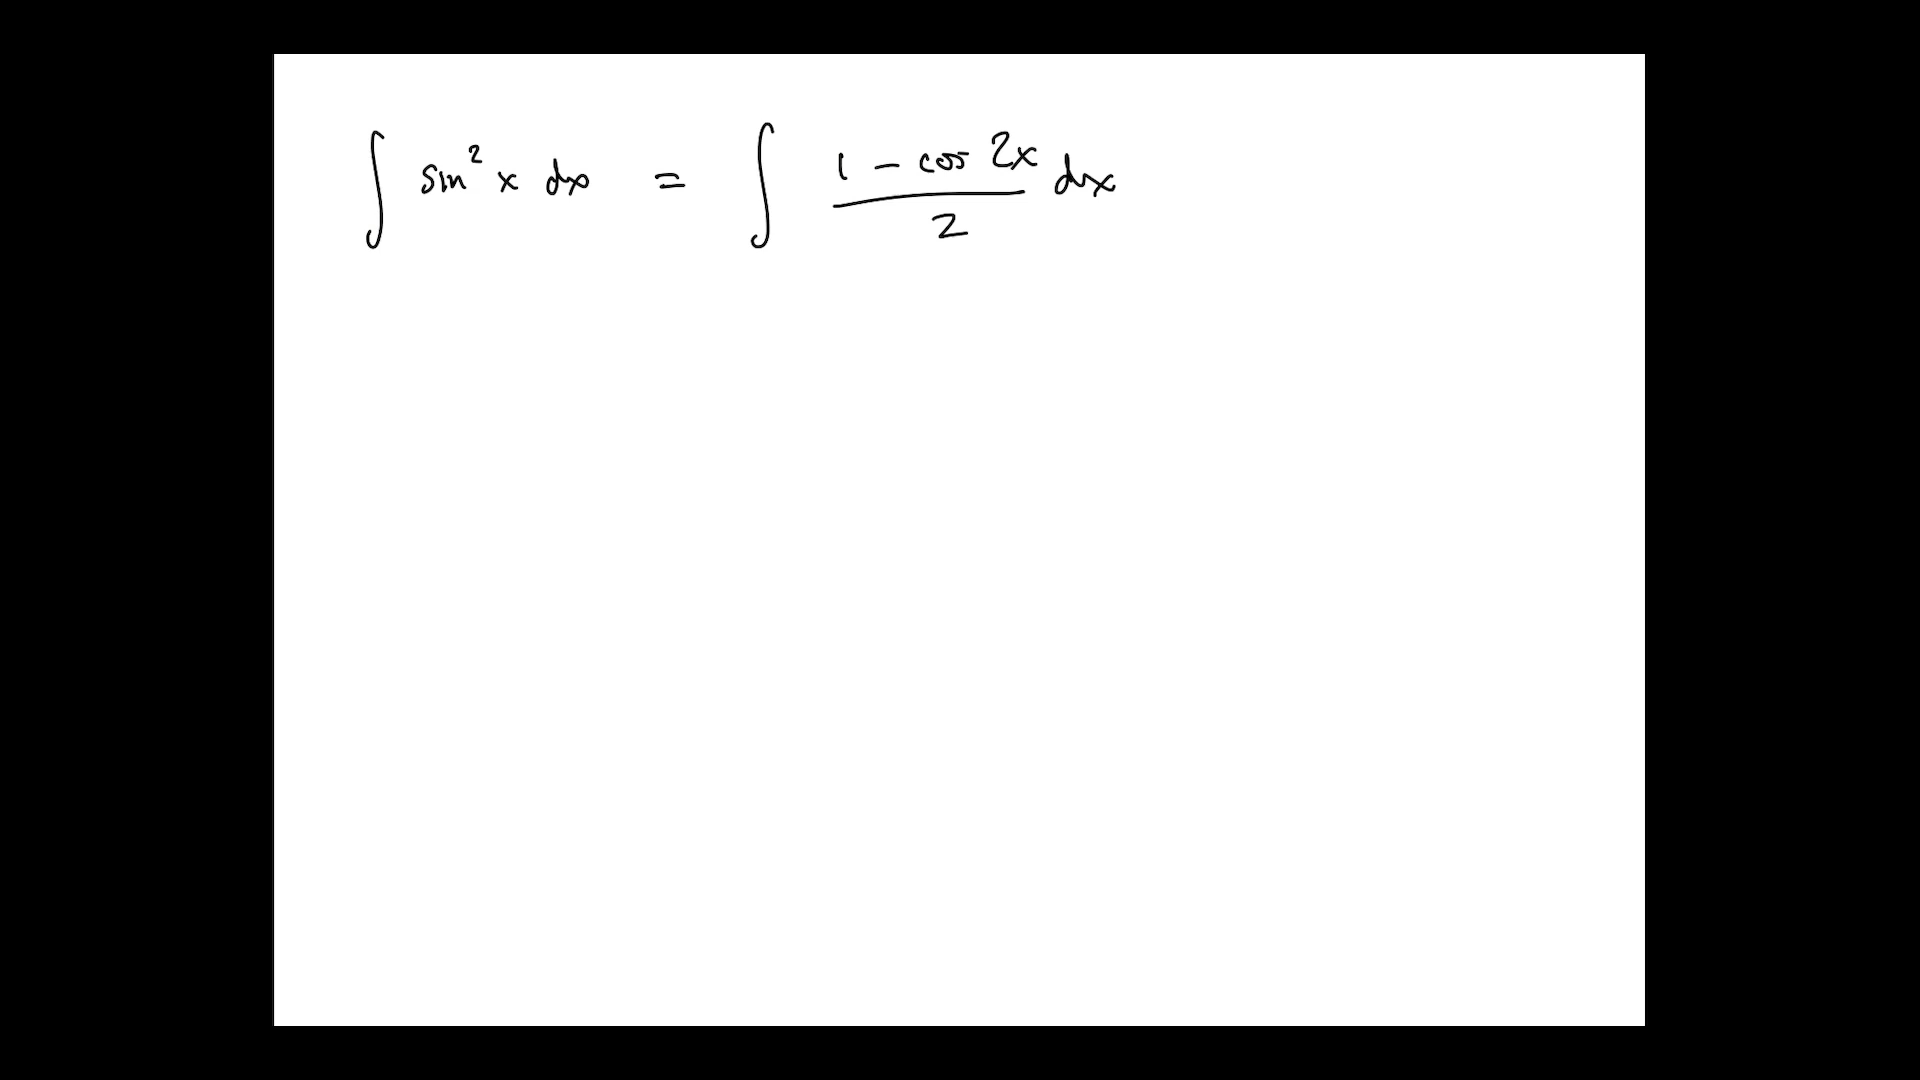 ∫ sin² x dx = ∫ (1 - cos 2x)/2 dx